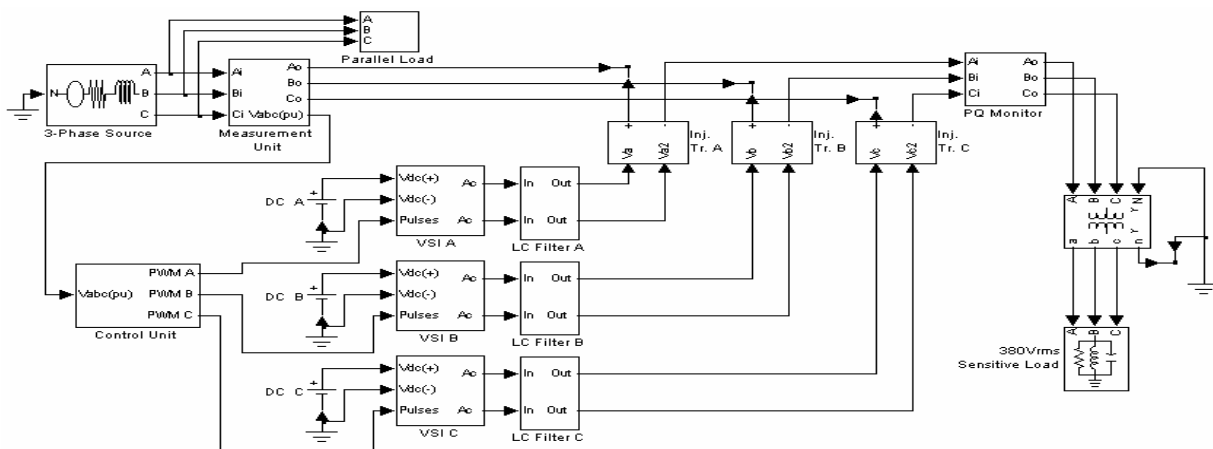 N
A
B
C
3-Phase Source
A
B
C
Parallel Load
Ai
Bi
Ci
Ao
Bo
Co
Vabc(pu)
Measurement
Unit
Va
Va2
+
-
Inj.
Tr. A
Vb
Vb2
+
-
Inj.
Tr. B
Vc
Vc2
+
-
Inj.
Tr. C
Ai
Bi
Ci
Ao
Bo
Co
PQ Monitor
DC A
+
Vdc(+)
Vdc(-)
Pulses
Ac
Ac
VSI A
In
In
Out
Out
LC Filter A
Vabc(pu)
PWM A
PWM B
PWM C
Control Unit
DC B
+
Vdc(+)
Vdc(-)
Pulses
Ac
Ac
VSI B
In
In
Out
Out
LC Filter B
DC C
+
Vdc(+)
Vdc(-)
Pulses
Ac
Ac
VSI C
In
In
Out
Out
LC Filter C
A
B
C
N
Y
Y
a
b
c
n
A
B
C
380Vrms
Sensitive Load